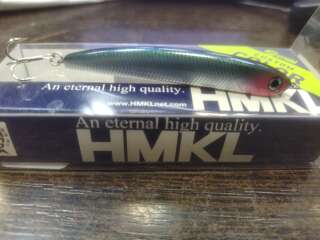 An eternal high quality.
www.HMKLnet.com
HMKL
An eternal high quality.
HMKL